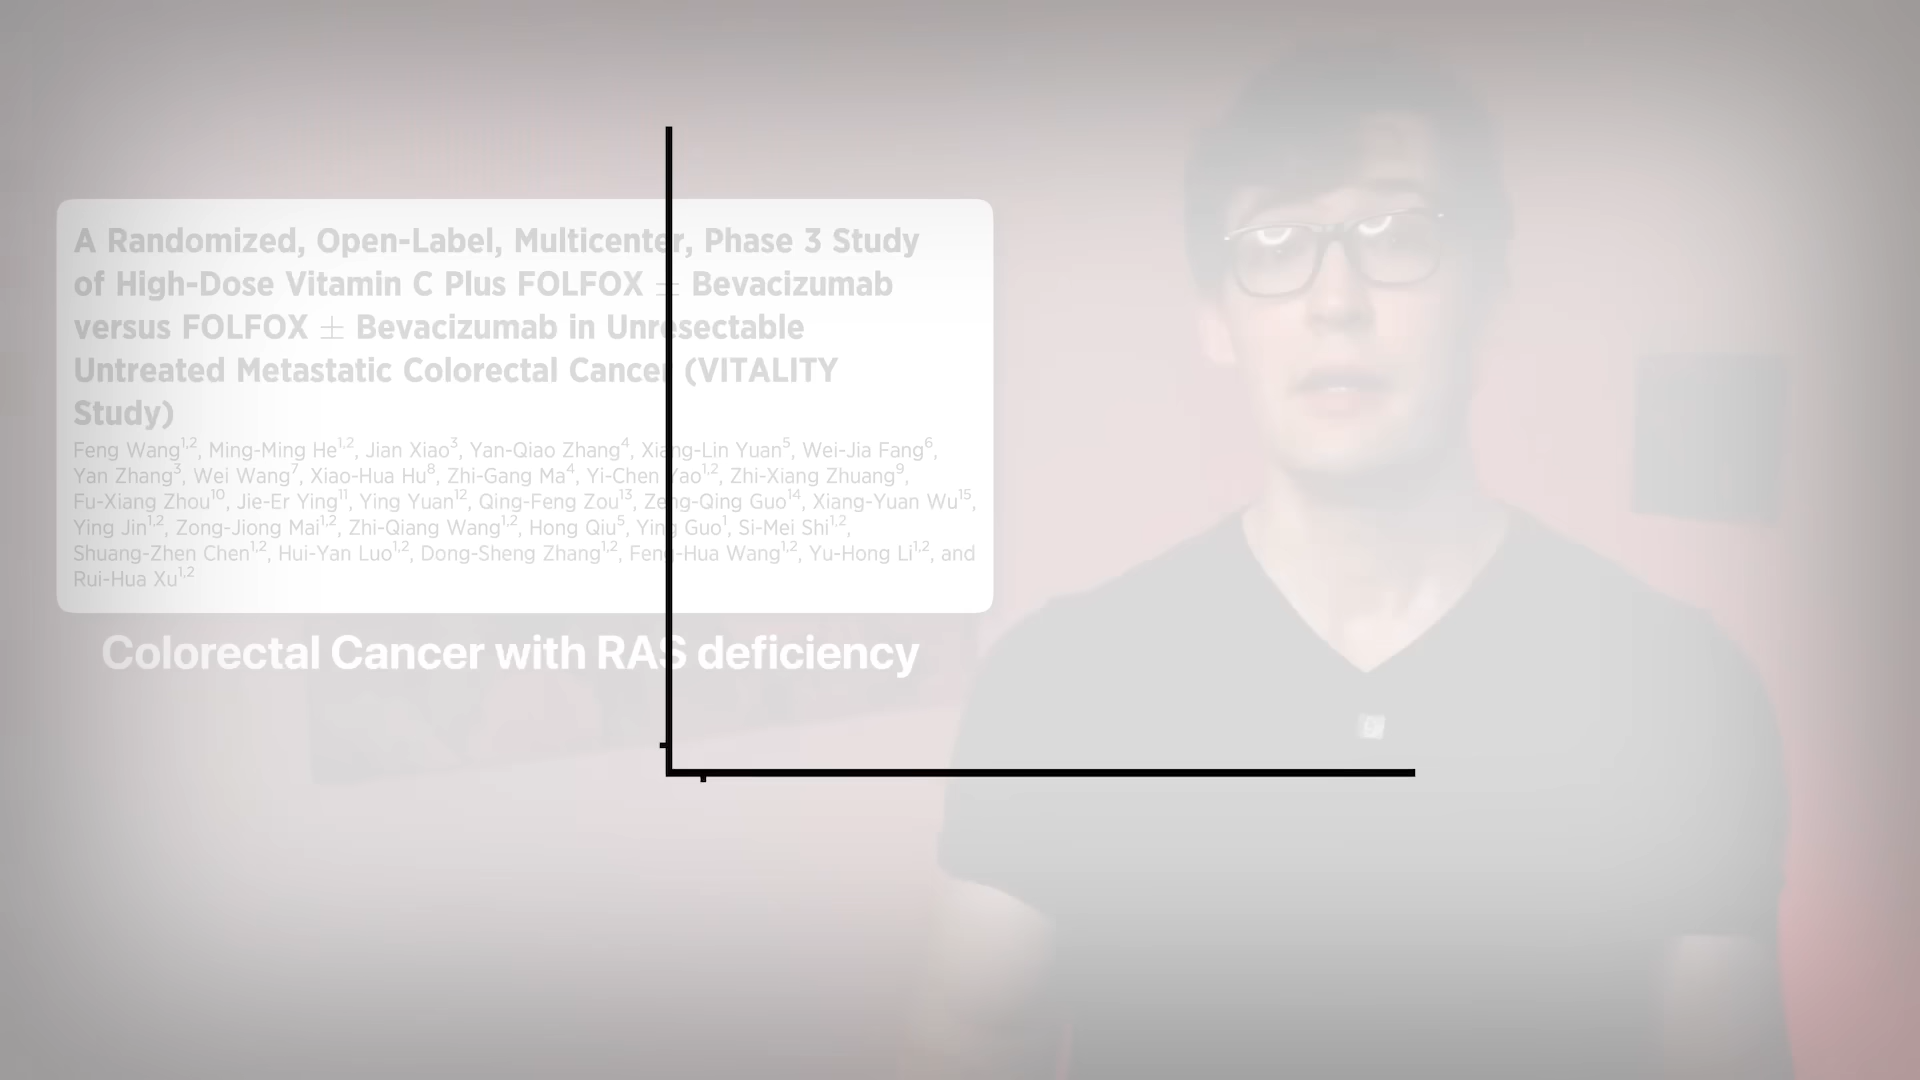 A Randomized, Open-Label, Multicenter, Phase 3 Study
of High-Dose Vitamin C Plus FOLFOX ± Bevacizumab
versus FOLFOX ± Bevacizumab in Unresectable
Untreated Metastatic Colorectal Cancer (VITALITY
Study)
Feng Wang1,2, Ming-Ming He1,2, Jian Xiao3, Yan-Qiao Zhang4, Xiang-Lin Yuan5, Wei-Jia Fang6,
Yan Zhang3, Wei Wang7, Xiao-Hua Hu8, Zhi-Gang Ma4, Yi-Chen Yao1,2, Zhi-Xiang Zhuang9,
Fu-Xiang Zhou10, Jie-Er Ying11, Ying Yuan12, Qing-Feng Zou13, Zeng-Qing Guo14, Xiang-Yuan Wu15,
Ying Jin1,2, Zong-Jiong Mai1,2, Zhi-Qiang Wang1,2, Hong Qiu5, Ying Guo1, Si-Mei Shi1,2,
Shuang-Zhen Chen1,2, Hui-Yan Luo1,2, Dong-Sheng Zhang1,2, Feng-Hua Wang1,2, Yu-Hong Li1,2, and
Rui-Hua Xu1,2
Colorectal Cancer with RAS deficiency